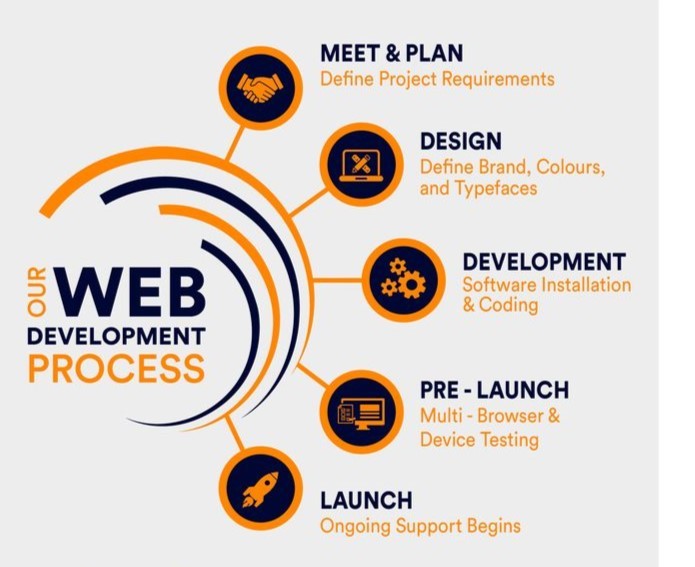 MEET & PLAN
Define Project Requirements
DESIGN
Define Brand, Colours,
and Typefaces
OUR
WEB
DEVELOPMENT
PROCESS
DEVELOPMENT
Software Installation
& Coding
PRE - LAUNCH
Multi - Browser &
Device Testing
LAUNCH
Ongoing Support Begins